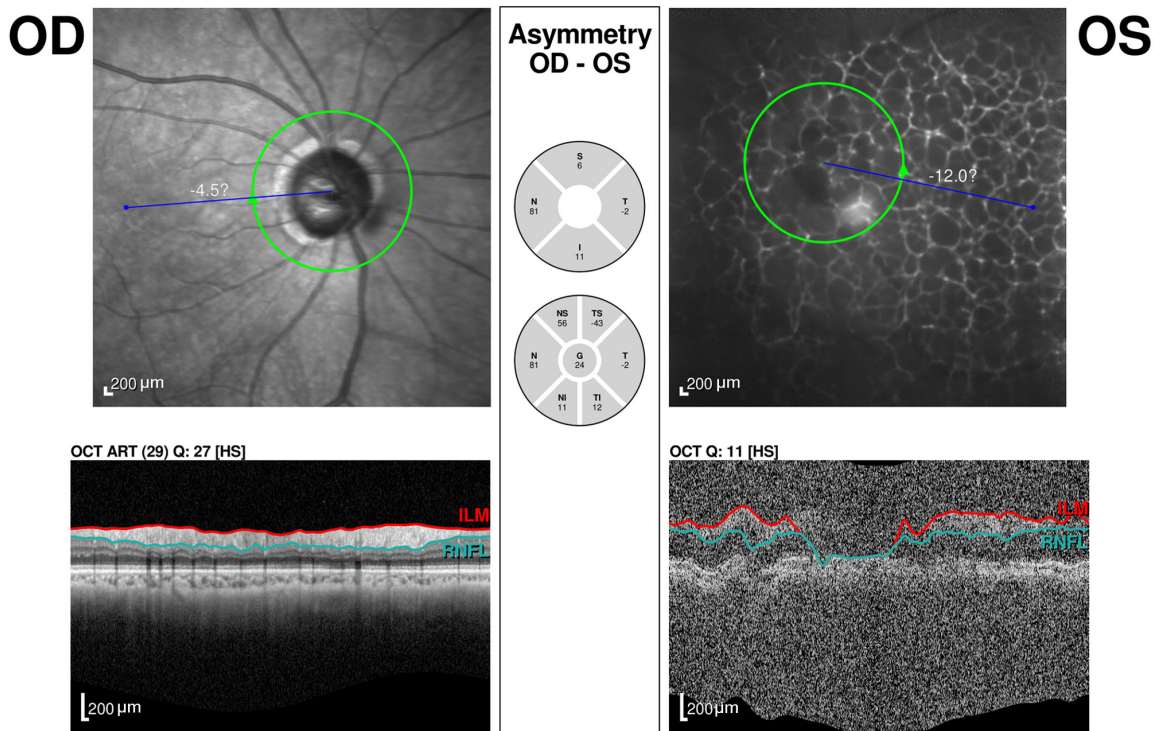 OD
Asymmetry
OD - OS
OS
-4.5?
-12.0?
200 µm
200 µm
S
6
N
81
T
-2
I
11
NS
56
TS
-43
N
81
G
24
T
-2
NI
11
TI
12
OCT ART (29) Q: 27 [HS]
ILM
RNFL
200 µm
OCT Q: 11 [HS]
ILM
RNFL
200 µm